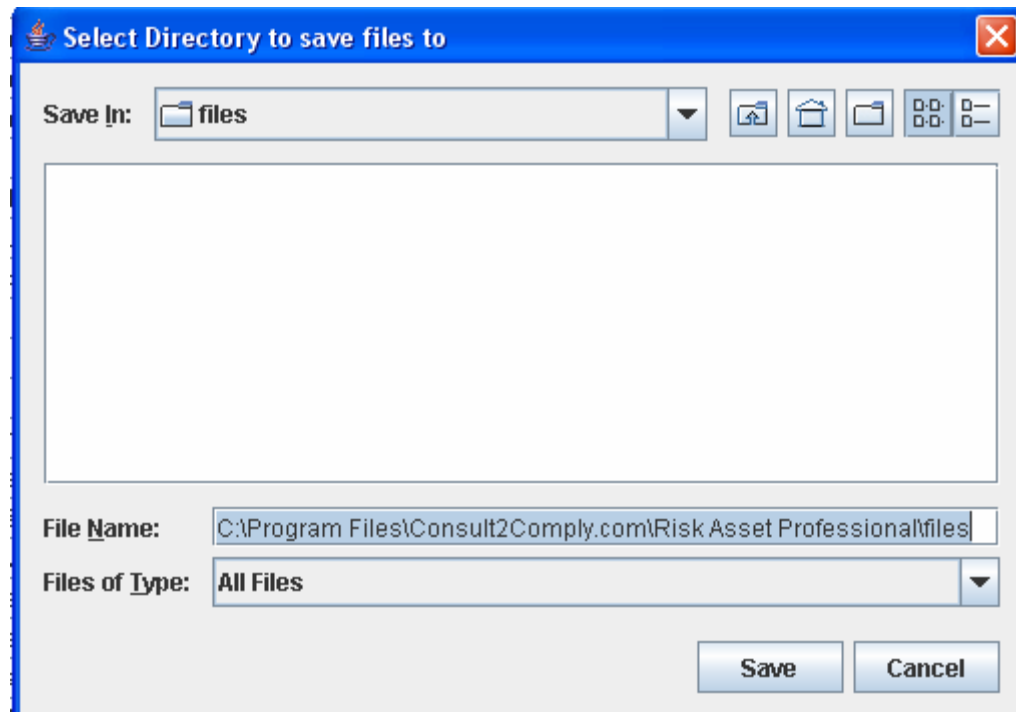 Select Directory to save files to
Save In: files
File Name: C:\Program Files\Consult2Comply.com\Risk Asset Professional\files
Files of Type: All Files
Save Cancel